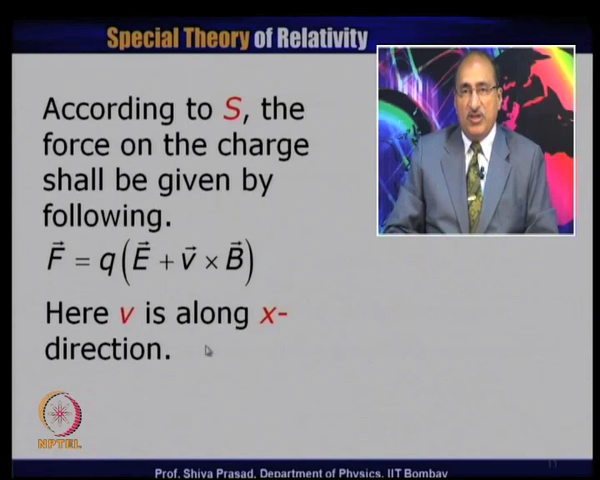 Special Theory of Relativity
According to S, the
force on the charge
shall be given by
following.
F⃗ = q(E⃗ + v⃗ × B⃗)
Here v is along x-
direction.
NPTEL
11
Prof. Shiva Prasad, Department of Physics, IIT Bombay